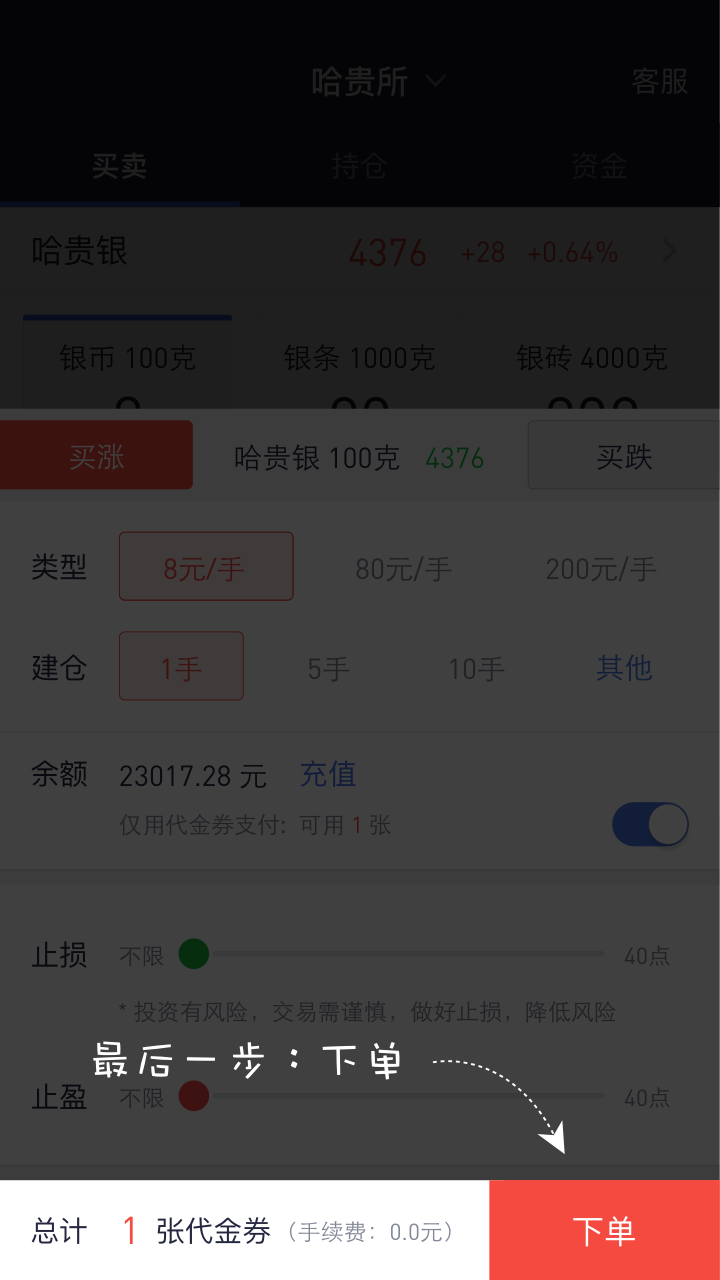 哈贵所 客服
买卖 持仓 资金
哈贵银 4376 +28 +0.64%
银币 100克 银条 1000克 银砖 4000克
买涨 哈贵银 100克 4376 买跌
类型 8元/手 80元/手 200元/手
建仓 1手 5手 10手 其他
余额 23017.28 元 充值
仅用代金券支付: 可用 1 张
止损 不限 40点
* 投资有风险，交易需谨慎，做好止损，降低风险
最后一步：下单
止盈 不限 40点
总计 1 张代金券（手续费：0.0元） 下单